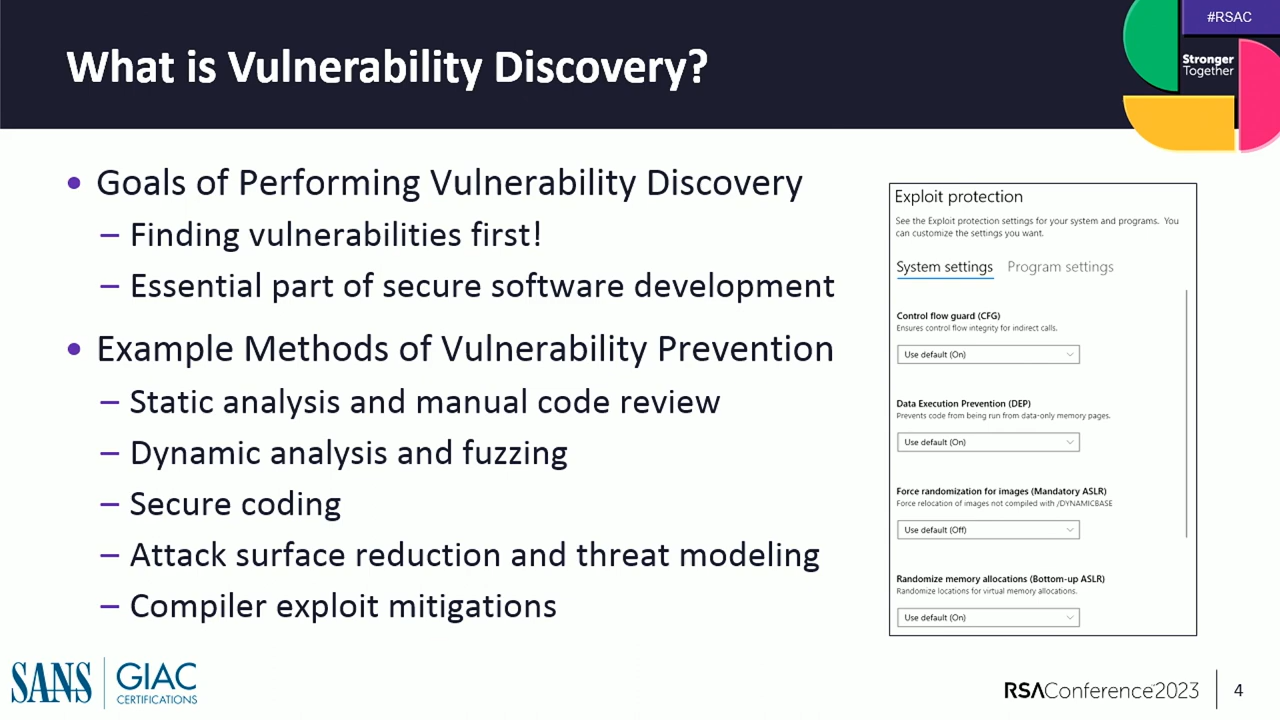 #RSAC
Stronger
Together
What is Vulnerability Discovery?
• Goals of Performing Vulnerability Discovery
– Finding vulnerabilities first!
– Essential part of secure software development
• Example Methods of Vulnerability Prevention
– Static analysis and manual code review
– Dynamic analysis and fuzzing
– Secure coding
– Attack surface reduction and threat modeling
– Compiler exploit mitigations
Exploit protection
See the Exploit protection settings for your system and programs. You
can customize the settings you want.
System settings Program settings
Control flow guard (CFG)
Ensures control flow integrity for indirect calls.
Use default (On)
Data Execution Prevention (DEP)
Prevents code from being run from data-only memory pages.
Use default (On)
Force randomization for images (Mandatory ASLR)
Force relocation of images not compiled with /DYNAMICBASE
Use default (Off)
Randomize memory allocations (Bottom-up ASLR)
Randomize locations for virtual memory allocations.
Use default (On)
SANS
GIAC
CERTIFICATIONS
RSAConference™2023
4